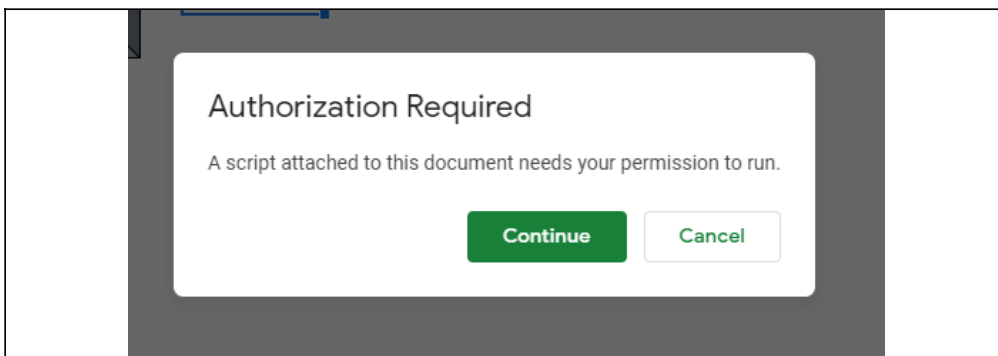 Authorization Required
A script attached to this document needs your permission to run.
Continue Cancel